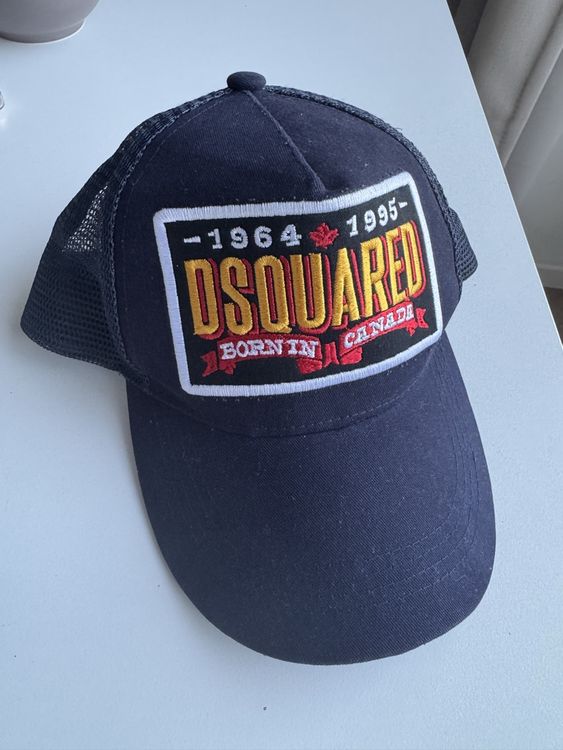 -1964 1995-
DSQUARED
BORN IN CANADA